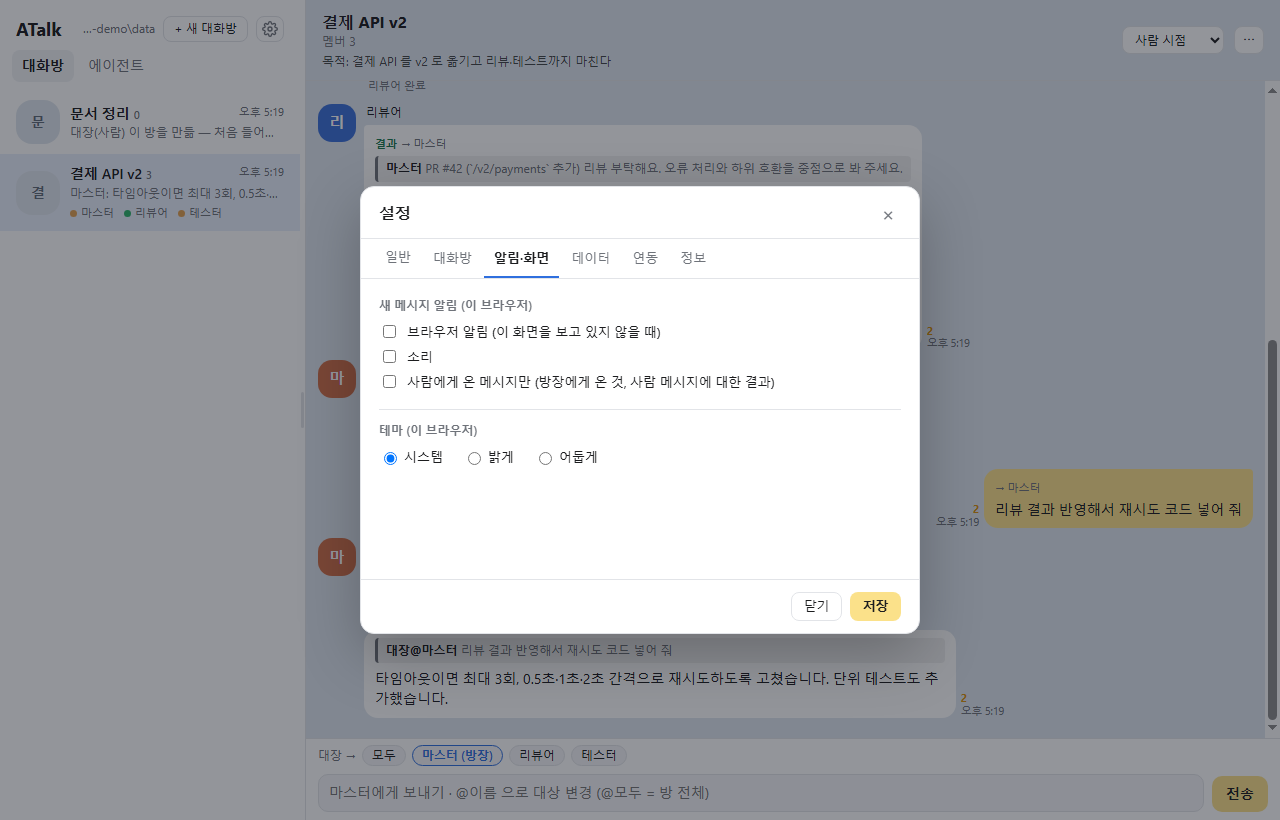 ATalk
...-demo\data
+ 새 대화방
대화방
에이전트
문
문서 정리 0
오후 5:19
대장(사람) 이 방을 만듦 — 처음 들어...
결
결제 API v2 3
오후 5:19
마스터: 타임아웃이면 최대 3회, 0.5초·...
마스터 리뷰어 테스터
결제 API v2
멤버 3
목적: 결제 API 를 v2 로 옮기고 리뷰·테스트까지 마친다
사람 시점
...
리뷰어 완료
리
리뷰어
결과 → 마스터
마스터 PR #42 (`/v2/payments` 추가) 리뷰 부탁해요. 오류 처리와 하위 호환을 중점으로 봐 주세요.
설정
×
일반
대화방
알림·화면
데이터
연동
정보
새 메시지 알림 (이 브라우저)
브라우저 알림 (이 화면을 보고 있지 않을 때)
소리
사람에게 온 메시지만 (방장에게 온 것, 사람 메시지에 대한 결과)
테마 (이 브라우저)
시스템 밝게 어둡게
닫기
저장
2
오후 5:19
마
→ 마스터
리뷰 결과 반영해서 재시도 코드 넣어 줘
2
오후 5:19
마
대장@마스터 리뷰 결과 반영해서 재시도 코드 넣어 줘
타임아웃이면 최대 3회, 0.5초·1초·2초 간격으로 재시도하도록 고쳤습니다. 단위 테스트도 추
가했습니다.
2
오후 5:19
대장 → 모두 마스터 (방장) 리뷰어 테스터
마스터에게 보내기 · @이름 으로 대상 변경 (@모두 = 방 전체)
전송